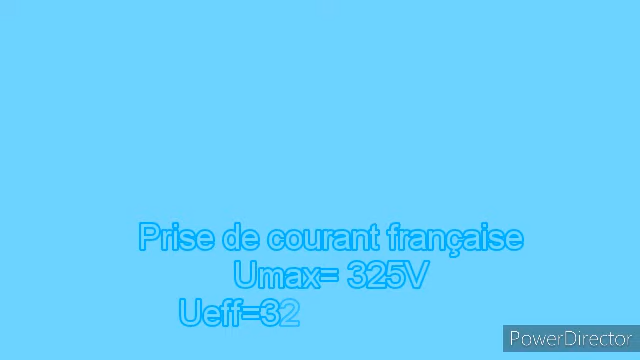 Prise de courant française
Umax= 325V
Ueff=32
PowerDirector